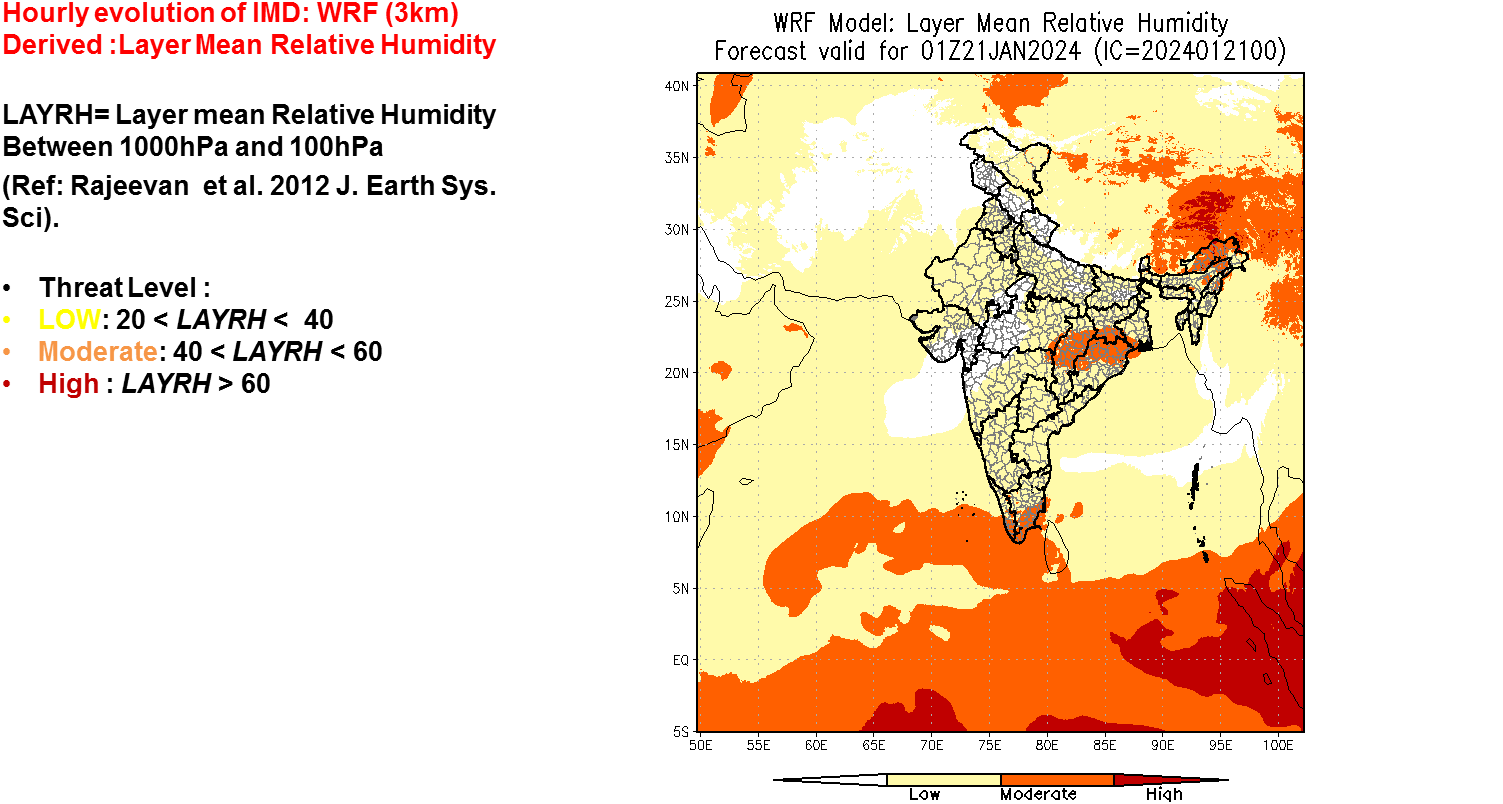 Hourly evolution of IMD: WRF (3km)
Derived :Layer Mean Relative Humidity
LAYRH= Layer mean Relative Humidity
Between 1000hPa and 100hPa
(Ref: Rajeevan et al. 2012 J. Earth Sys.
Sci).
• Threat Level :
• LOW: 20 < LAYRH < 40
• Moderate: 40 < LAYRH < 60
• High : LAYRH > 60
WRF Model: Layer Mean Relative Humidity
Forecast valid for 01Z21JAN2024 (IC=2024012100)
40N
35N
30N
25N
20N
15N
10N
5N
EQ
5S
50E 55E 60E 65E 70E 75E 80E 85E 90E 95E 100E
Low Moderate High